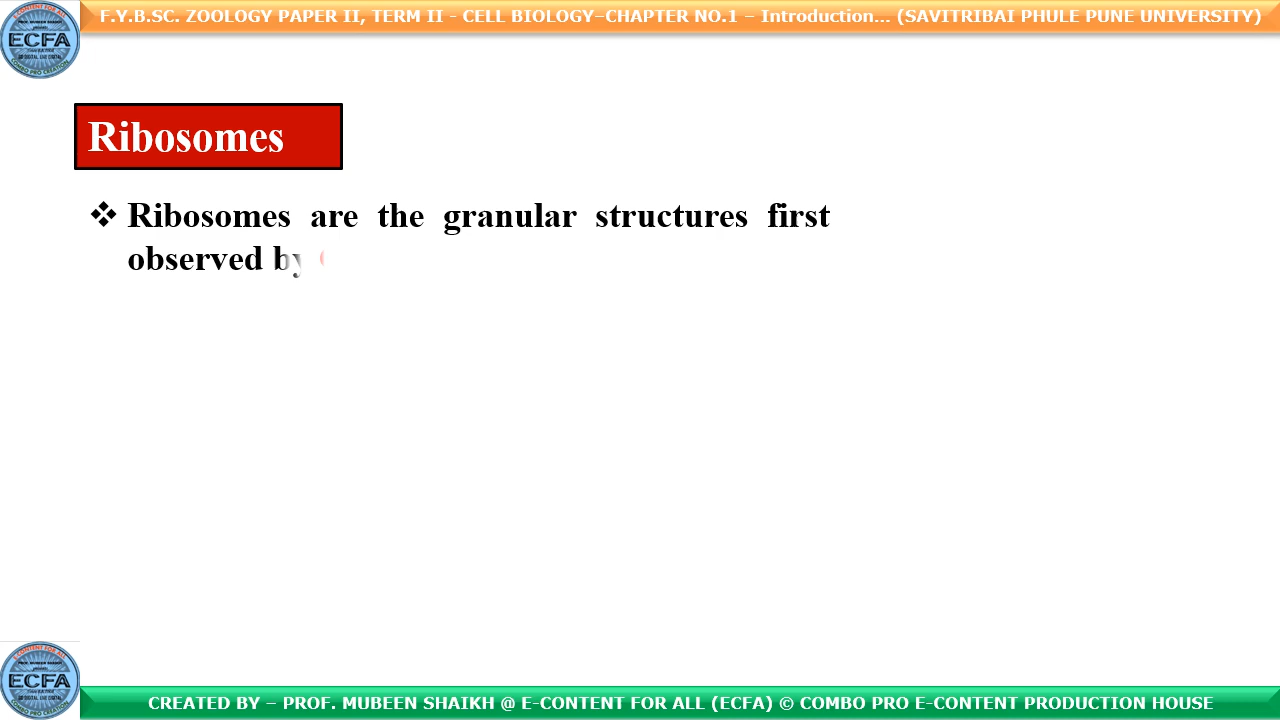 F.Y.B.SC. ZOOLOGY PAPER II, TERM II - CELL BIOLOGY–CHAPTER NO.1 – Introduction... (SAVITRIBAI PHULE PUNE UNIVERSITY)
ECFA
Ribosomes
❖ Ribosomes are the granular structures first
observed by
ECFA
CREATED BY – PROF. MUBEEN SHAIKH @ E-CONTENT FOR ALL (ECFA) © COMBO PRO E-CONTENT PRODUCTION HOUSE